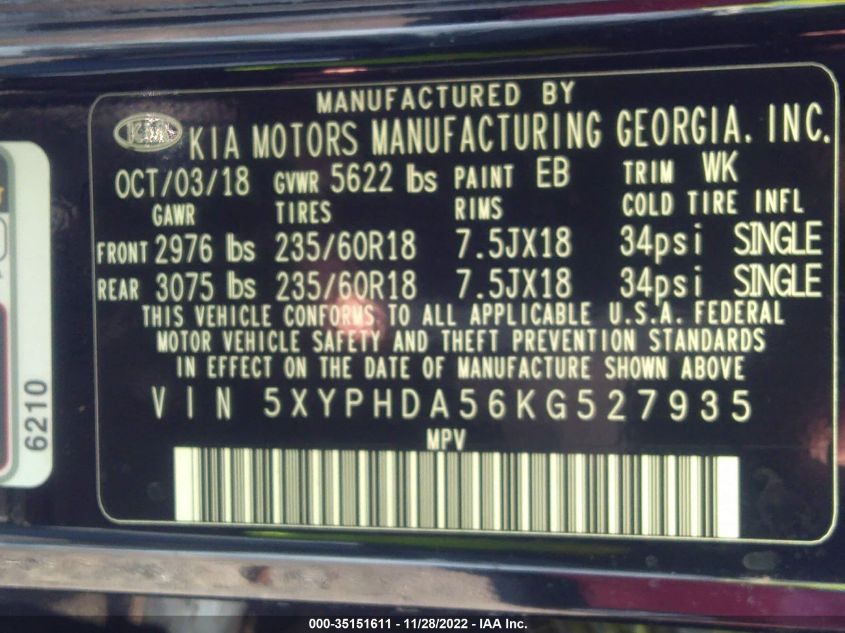 MANUFACTURED BY
KIA KIA MOTORS MANUFACTURING GEORGIA. INC.
OCT/03/18 GVWR 5622 lbs PAINT EB TRIM WK
GAWR TIRES RIMS COLD TIRE INFL
FRONT 2976 lbs 235/60R18 7.5JX18 34psi SINGLE
REAR 3075 lbs 235/60R18 7.5JX18 34psi SINGLE
THIS VEHICLE CONFORMS TO ALL APPLICABLE U.S.A. FEDERAL
MOTOR VEHICLE SAFETY AND THEFT PREVENTION STANDARDS
IN EFFECT ON THE DATE OF MANUFACTURE SHOWN ABOVE
VIN 5XYPHDA56KG527935
MPV
6210
000-35151611 - 11/28/2022 - IAA Inc.